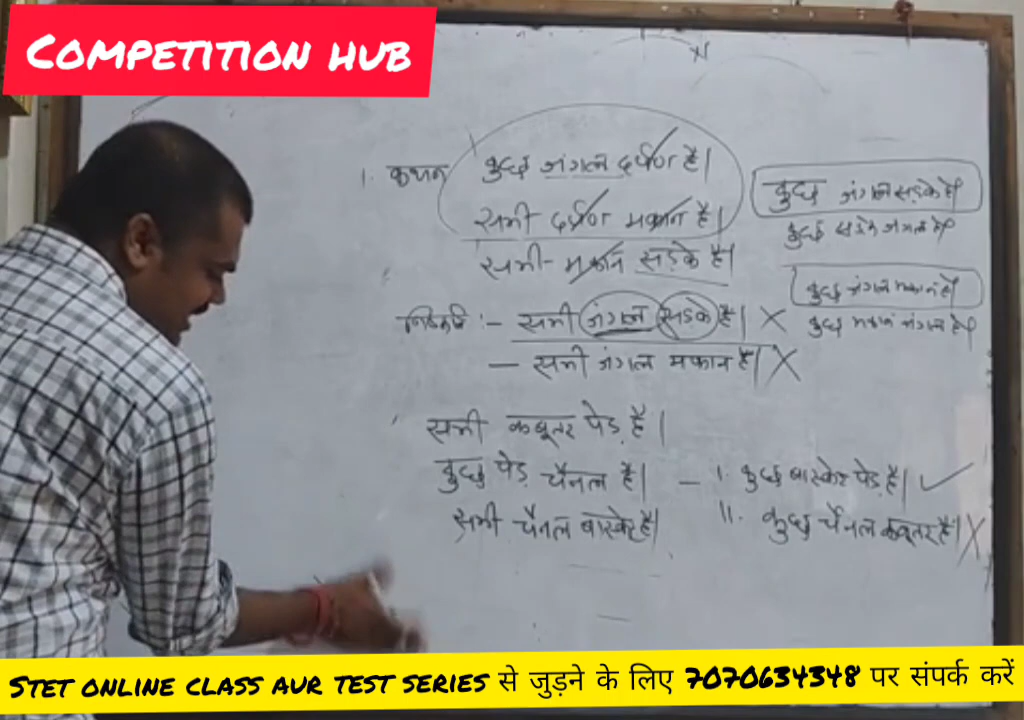 COMPETITION HUB
1. कथन कुछ जंगल दर्पण है|
सभी दर्पण मकान है|
सभी मकान सड़के है|
कुछ जंगल सड़के है|
कुछ सड़के जंगल है|
कुछ जंगल मकान है|
कुछ मकान जंगल है|
निष्कर्ष :- सभी जंगल सड़के है| X
- सभी जंगल मकान है| X
सभी कबूतर पेड़ है|
कुछ पेड़ चैनल है|
सभी चैनल बास्केट है|
- I. कुछ बास्केट पेड़ है| ✓
II. कुछ चैनल कबूतर है| X
STET ONLINE CLASS AUR TEST SERIES से जुड़ने के लिए 7070634348 पर संपर्क करें